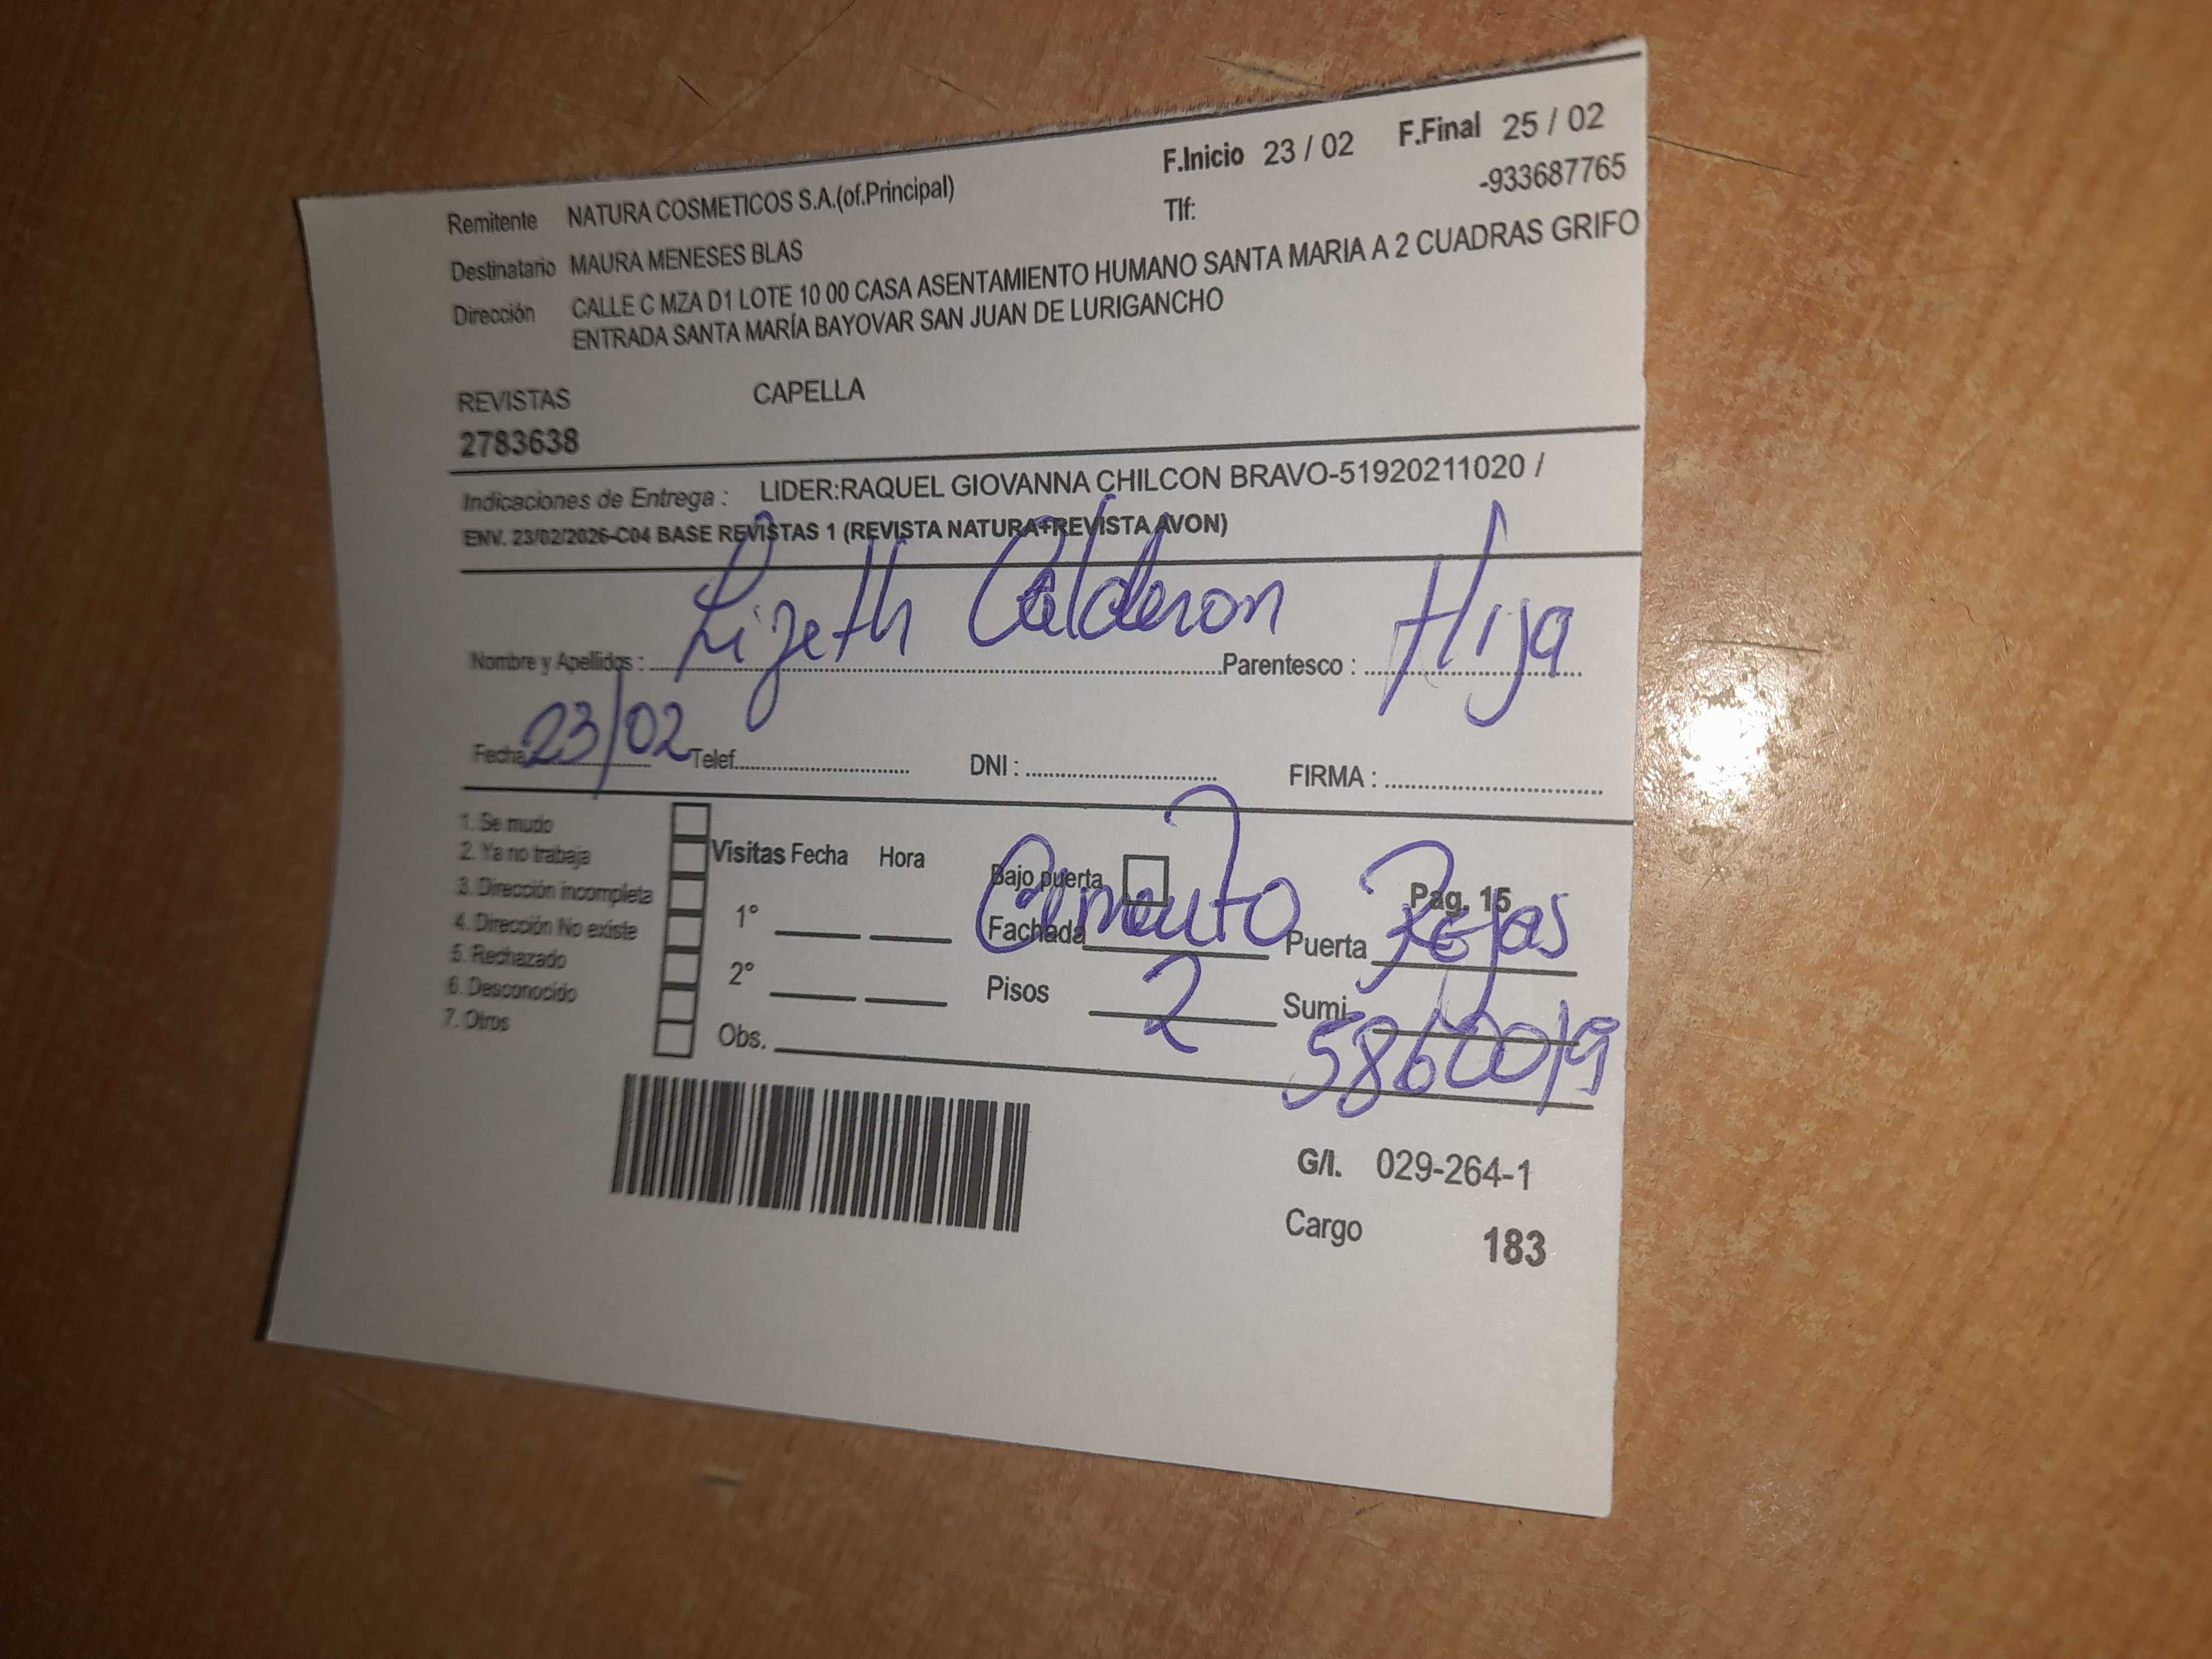 F.Inicio 23 / 02 F.Final 25 / 02
Remitente NATURA COSMETICOS S.A.(of.Principal) Tlf: -933687765
Destinatario MAURA MENESES BLAS
Dirección CALLE C MZA D1 LOTE 10 00 CASA ASENTAMIENTO HUMANO SANTA MARIA A 2 CUADRAS GRIFO
ENTRADA SANTA MARÍA BAYOVAR SAN JUAN DE LURIGANCHO
REVISTAS CAPELLA
2783638
Indicaciones de Entrega : LIDER:RAQUEL GIOVANNA CHILCON BRAVO-51920211020 /
ENV. 23/02/2026-C04 BASE REVISTAS 1 (REVISTA NATURA+REVISTA AVON)
Nombre y Apellidos : Lizeth Calderon Parentesco : Hija
Fecha 23/02 Telef. DNI : FIRMA :
1. Se mudo
2. Ya no trabaja
3. Dirección incompleta
4. Dirección No existe
5. Rechazado
6. Desconocido
7. Otros
Visitas Fecha Hora
1°
2°
Obs.
Bajo puerta Pag. 15
Fachada Cemento Puerta Rejas
Pisos 2 Sumi.
G/I. 029-264-1
Cargo 183